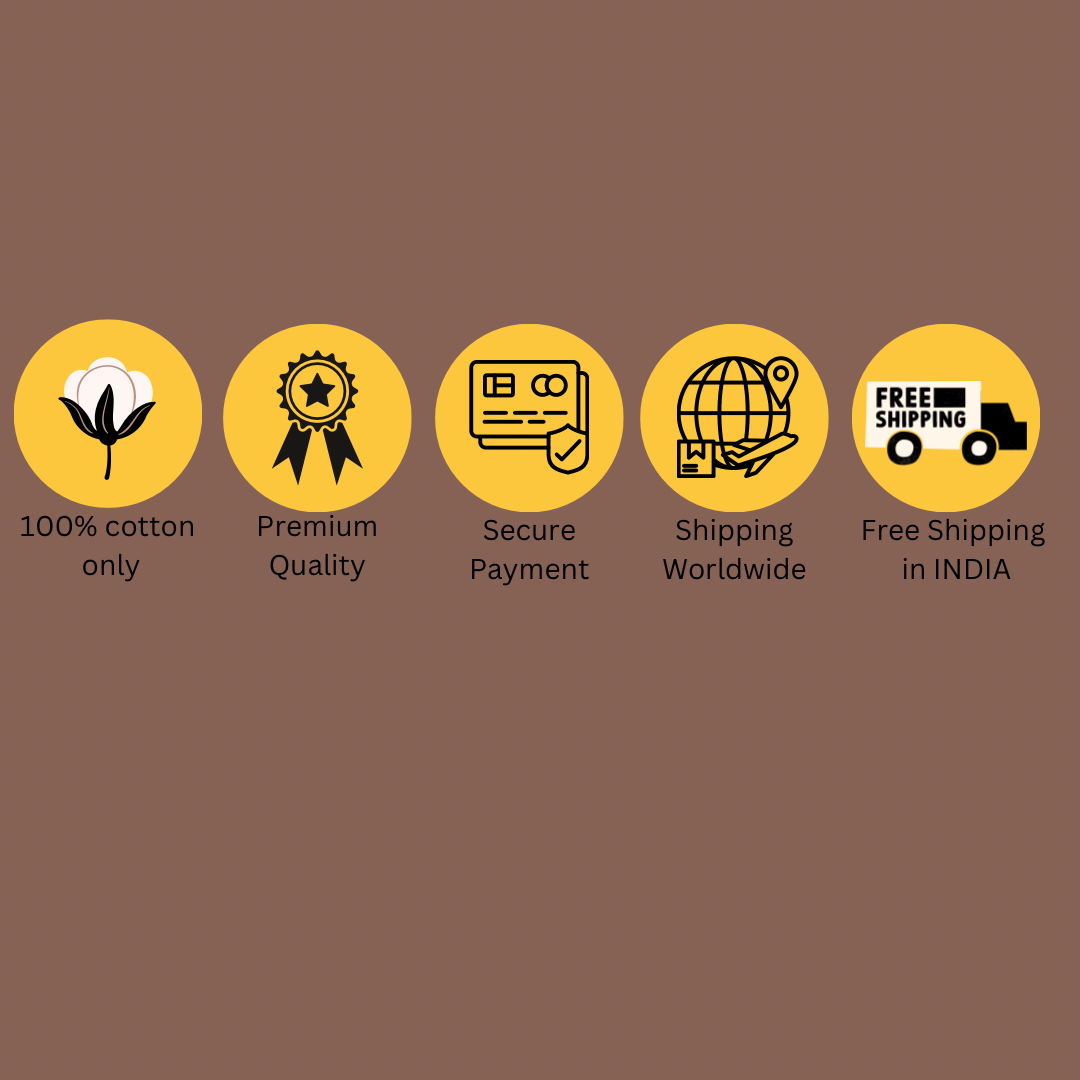 FREE
SHIPPING
100% cotton
only
Premium
Quality
Secure
Payment
Shipping
Worldwide
Free Shipping
in INDIA